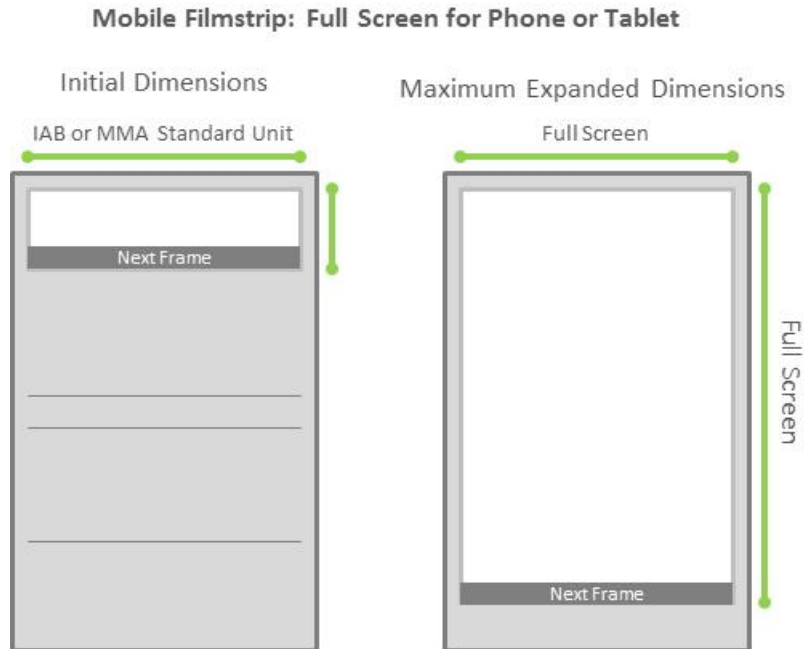 Mobile Filmstrip: Full Screen for Phone or Tablet
Initial Dimensions
IAB or MMA Standard Unit
Next Frame
Maximum Expanded Dimensions
Full Screen
Full Screen
Next Frame